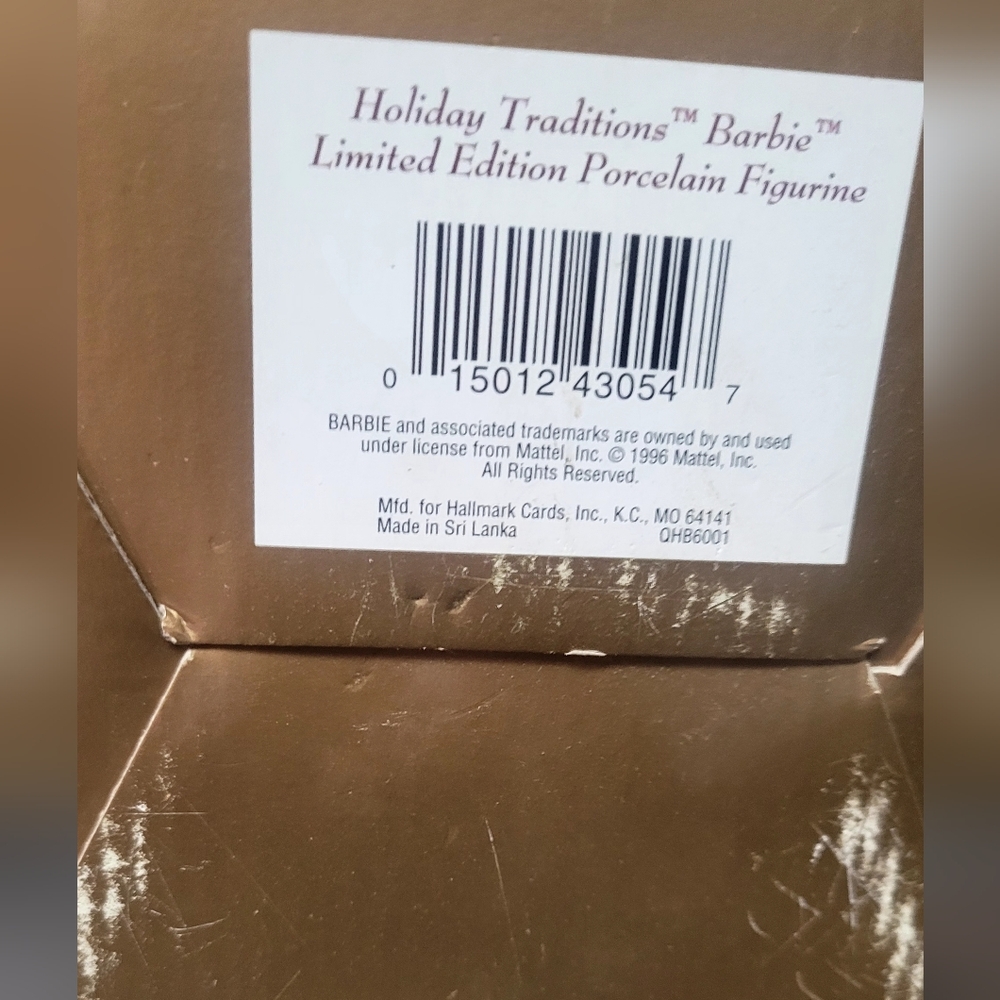 Holiday Traditions™ Barbie™
Limited Edition Porcelain Figurine
0 15012 43054 7
BARBIE and associated trademarks are owned by and used
under license from Mattel, Inc. © 1996 Mattel, Inc.
All Rights Reserved.
Mfd. for Hallmark Cards, Inc., K.C., MO 64141
Made in Sri Lanka QHB6001